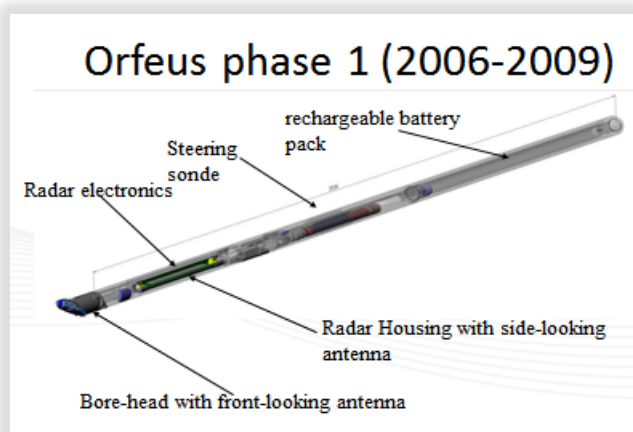 Orfeus phase 1 (2006-2009)
rechargeable battery
pack
Steering
sonde
Radar electronics
Radar Housing with side-looking
antenna
Bore-head with front-looking antenna